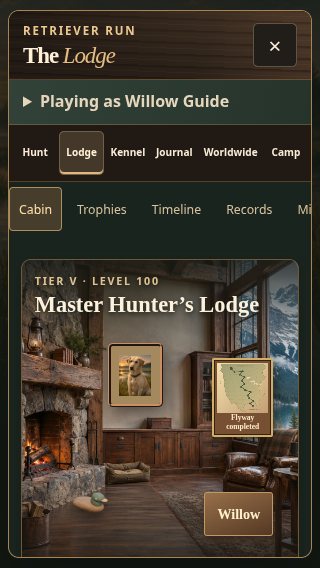 RETRIEVER RUN
The Lodge
✕
▶ Playing as Willow Guide
Hunt Lodge Kennel Journal Worldwide Camp
Cabin Trophies Timeline Records Mi
TIER V · LEVEL 100
Master Hunter’s Lodge
Flyway
completed
Willow